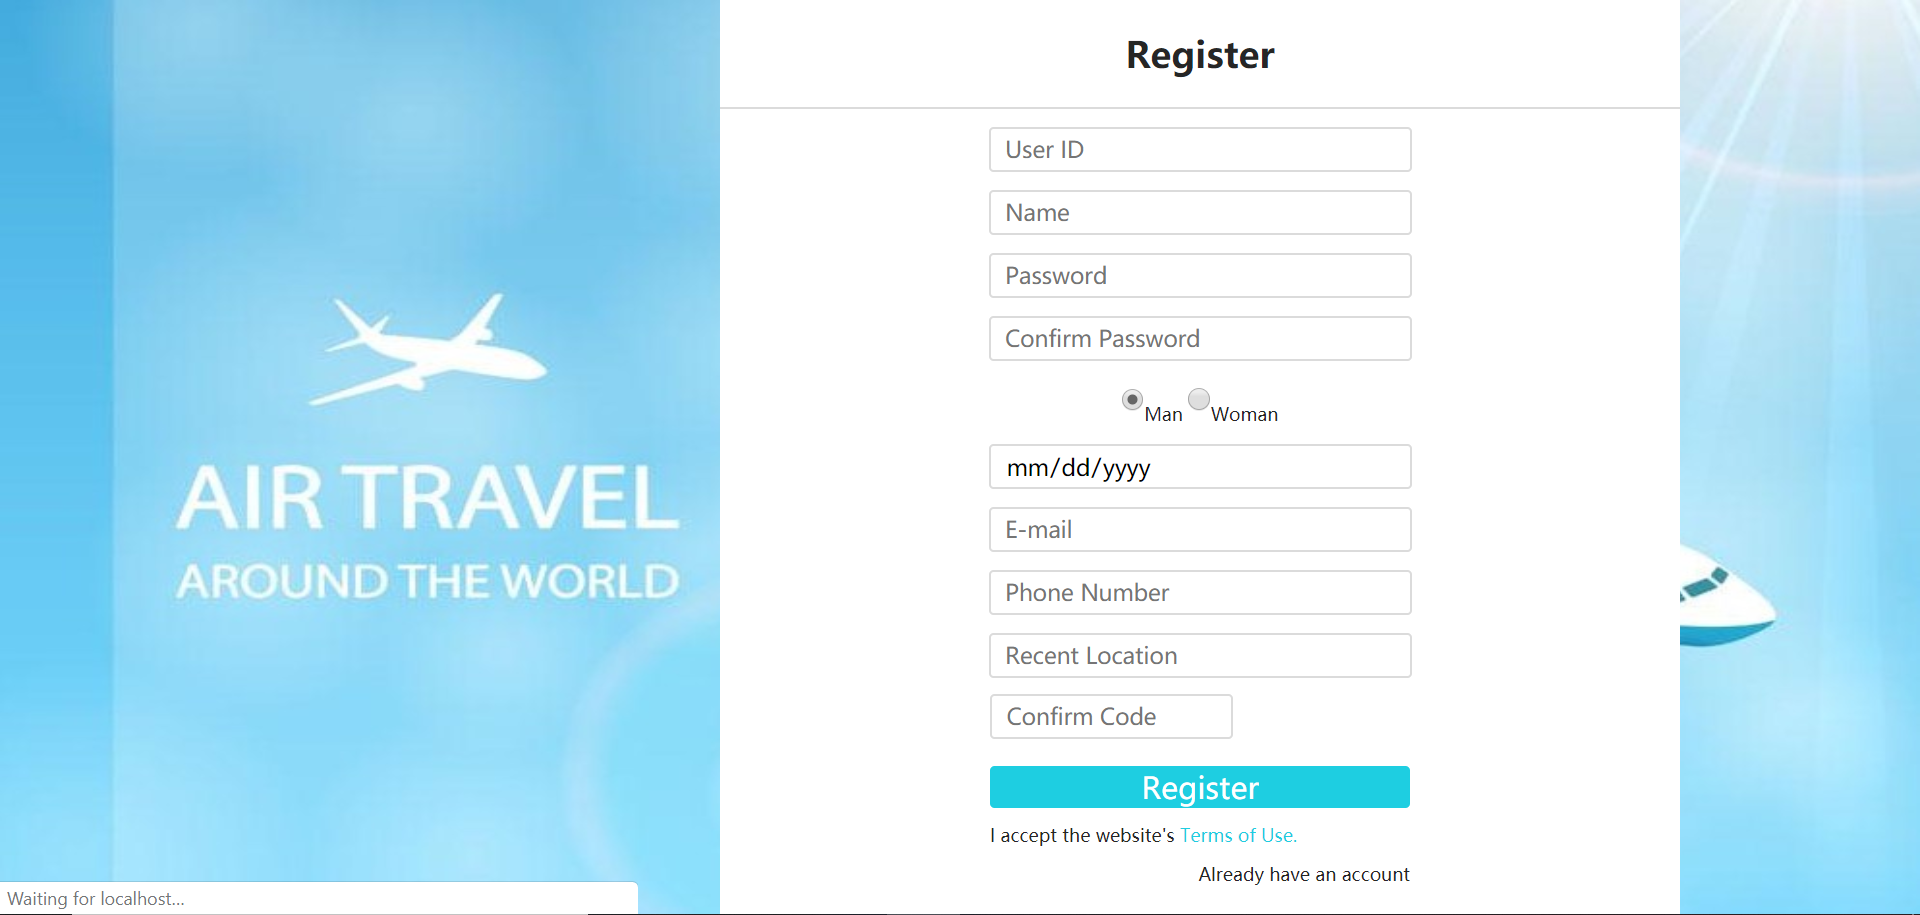 AIR TRAVEL
AROUND THE WORLD
Register
User ID
Name
Password
Confirm Password
Man Woman
mm/dd/yyyy
E-mail
Phone Number
Recent Location
Confirm Code
Register
I accept the website's Terms of Use.
Already have an account
Waiting for localhost...